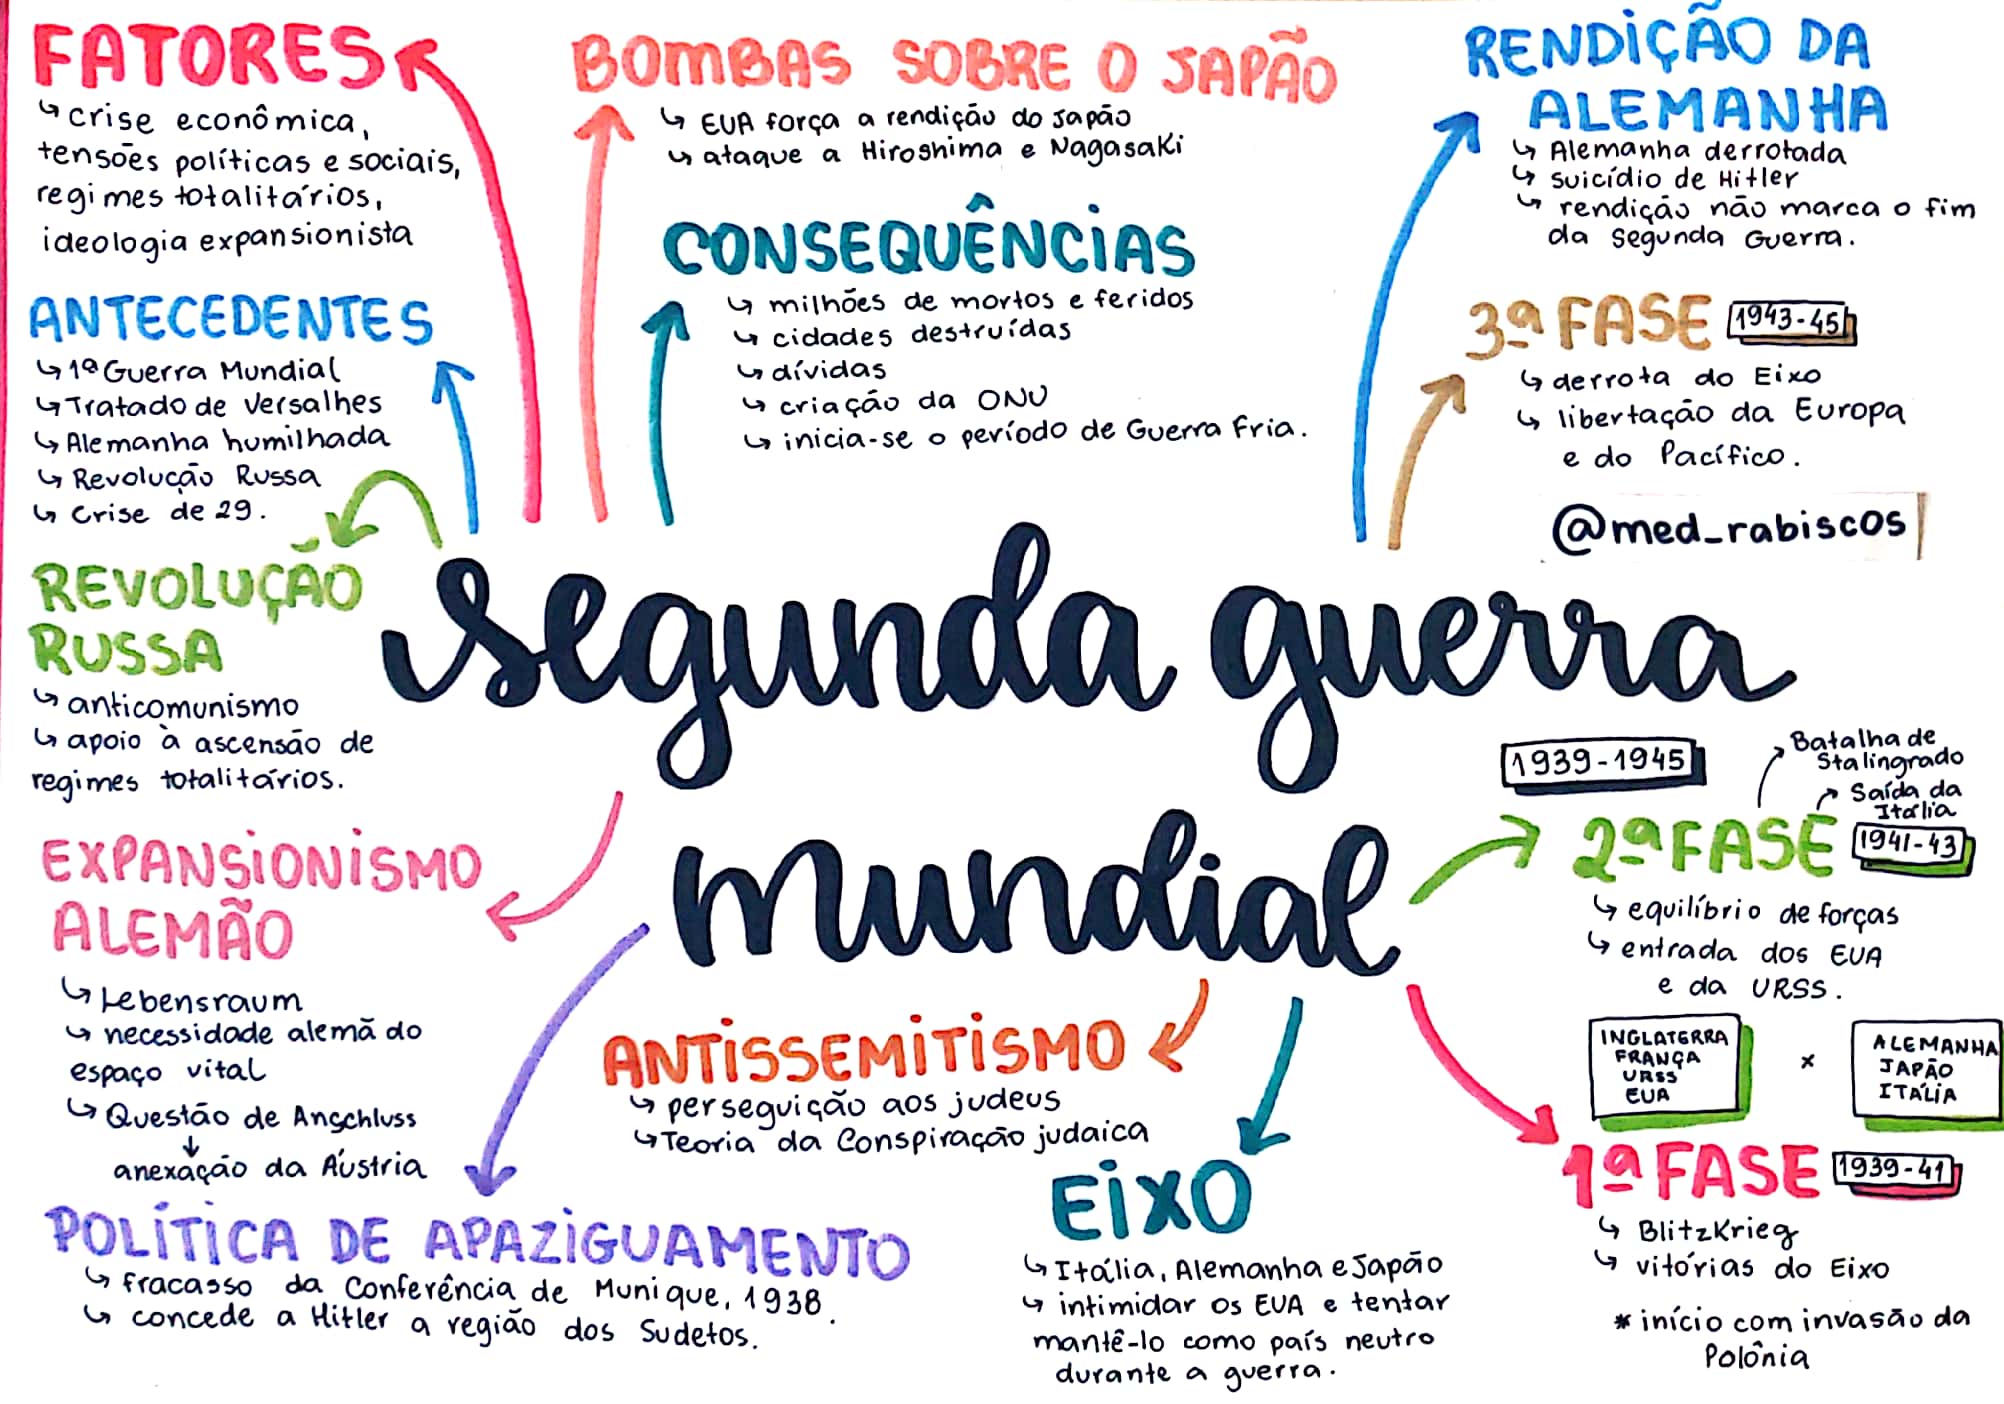 FATORES
crise econômica,
tensões políticas e sociais,
regimes totalitários,
ideologia expansionista
ANTECEDENTES
1ª Guerra Mundial
Tratado de Versalhes
Alemanha humilhada
Revolução Russa
Crise de 29.
REVOLUÇÃO
RUSSA
anticomunismo
apoio à ascensão de
regimes totalitários.
EXPANSIONISMO
ALEMÃO
Lebensraum
necessidade alemã do
espaço vital
Questão de Anschluss
anexação da Áustria
POLÍTICA DE APAZIGUAMENTO
fracasso da Conferência de Munique, 1938.
concede a Hitler a região dos Sudetos.
BOMBAS SOBRE O JAPÃO
EUA força a rendição do Japão
ataque a Hiroshima e Nagasaki
CONSEQUÊNCIAS
milhões de mortos e feridos
cidades destruídas
dívidas
criação da ONU
inicia-se o período de Guerra Fria.
segunda guerra
mundial
1939-1945
ANTISSEMITISMO
perseguição aos judeus
Teoria da Conspiração judaica
EIXO
Itália, Alemanha e Japão
intimidar os EUA e tentar
mantê-lo como país neutro
durante a guerra.
RENDIÇÃO DA
ALEMANHA
Alemanha derrotada
suicídio de Hitler
rendição não marca o fim
da Segunda Guerra.
3ª FASE 1943-45
derrota do Eixo
libertação da Europa
e do Pacífico.
@med_rabiscos
Batalha de
Stalingrado
Saída da
Itália
2ª FASE 1941-43
equilíbrio de forças
entrada dos EUA
e da URSS.
INGLATERRA
FRANÇA
URSS
EUA
x
ALEMANHA
JAPÃO
ITÁLIA
1ª FASE 1939-41
Blitzkrieg
vitórias do Eixo
* início com invasão da
Polônia